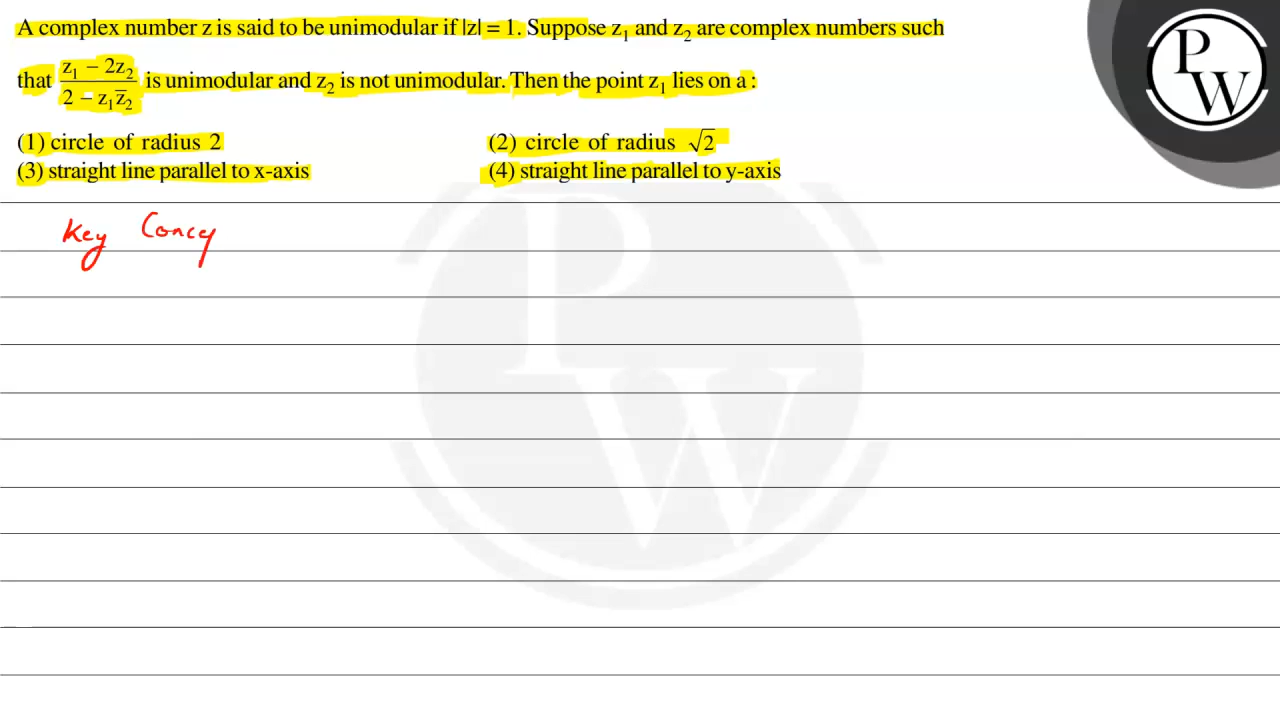 A complex number z is said to be unimodular if |z| = 1. Suppose z₁ and z₂ are complex numbers such
that (z₁ − 2z₂)/(2 − z₁z̅₂) is unimodular and z₂ is not unimodular. Then the point z₁ lies on a :
(1) circle of radius 2 (2) circle of radius √2
(3) straight line parallel to x-axis (4) straight line parallel to y-axis
Key Concep
P
W
P
W